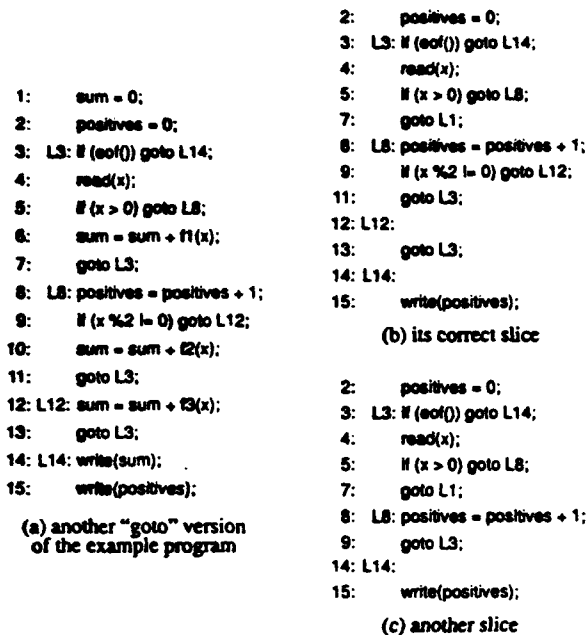 1: sum = 0;
2: positives = 0;
3: L3: if (eof()) goto L14;
4: read(x);
5: if (x > 0) goto L8;
6: sum = sum + f1(x);
7: goto L3;
8: L8: positives = positives + 1;
9: if (x %2 != 0) goto L12;
10: sum = sum + f2(x);
11: goto L3;
12: L12: sum = sum + f3(x);
13: goto L3;
14: L14: write(sum);
15: write(positives);
(a) another "goto" version
of the example program
2: positives = 0;
3: L3: if (eof()) goto L14;
4: read(x);
5: if (x > 0) goto L8;
7: goto L1;
8: L8: positives = positives + 1;
9: if (x %2 != 0) goto L12;
11: goto L3;
12: L12:
13: goto L3;
14: L14:
15: write(positives);
(b) its correct slice
2: positives = 0;
3: L3: if (eof()) goto L14;
4: read(x);
5: if (x > 0) goto L8;
7: goto L1;
8: L8: positives = positives + 1;
9: goto L3;
14: L14:
15: write(positives);
(c) another slice